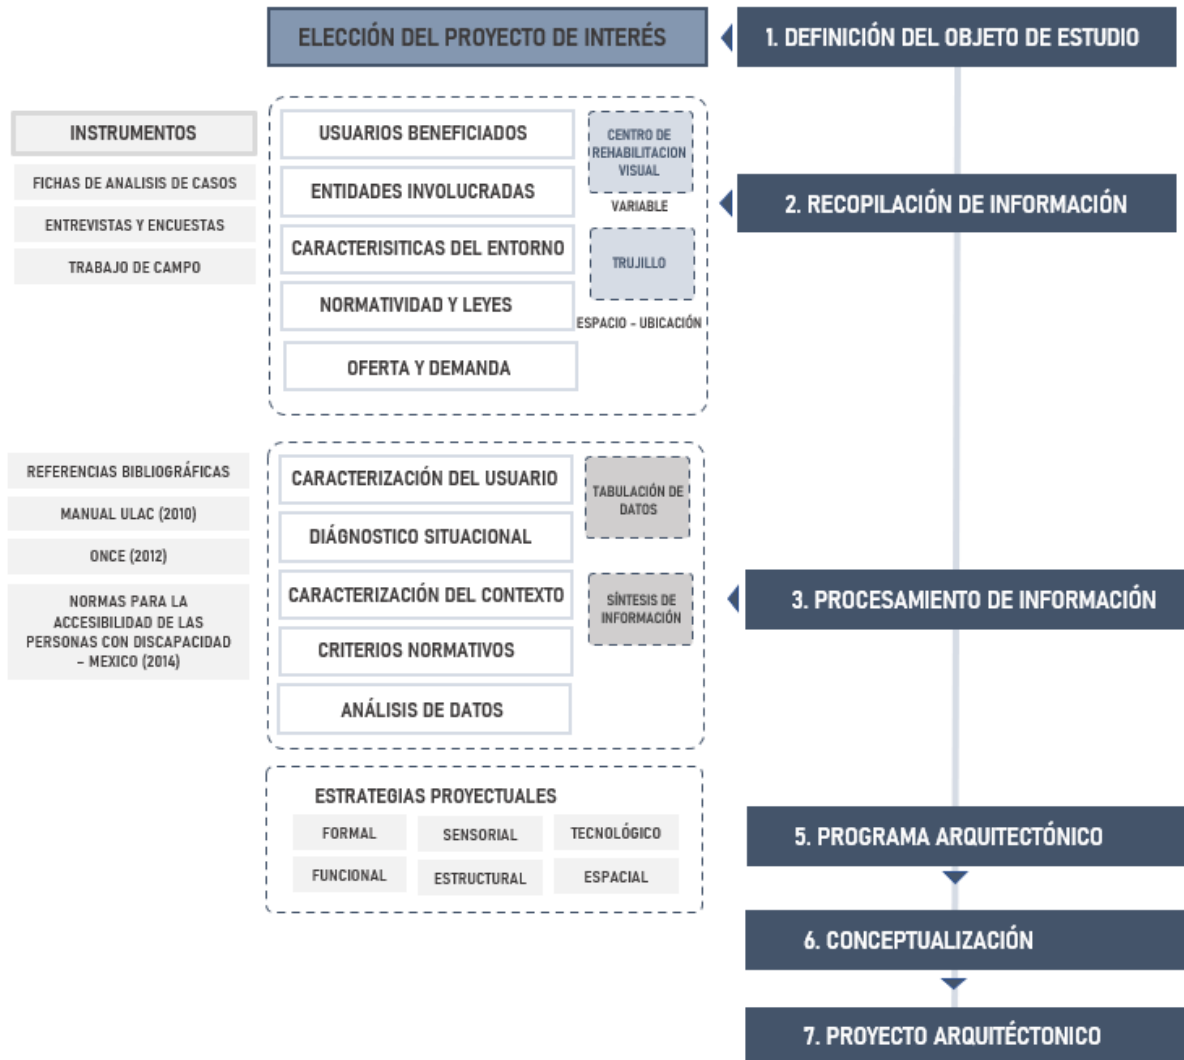 ELECCIÓN DEL PROYECTO DE INTERÉS
1. DEFINICIÓN DEL OBJETO DE ESTUDIO
INSTRUMENTOS
FICHAS DE ANALISIS DE CASOS
ENTREVISTAS Y ENCUESTAS
TRABAJO DE CAMPO
USUARIOS BENEFICIADOS
ENTIDADES INVOLUCRADAS
CARACTERISITICAS DEL ENTORNO
NORMATIVIDAD Y LEYES
OFERTA Y DEMANDA
CENTRO DE
REHABILITACION
VISUAL
VARIABLE
TRUJILLO
ESPACIO – UBICACIÓN
2. RECOPILACIÓN DE INFORMACIÓN
REFERENCIAS BIBLIOGRÁFICAS
MANUAL ULAC (2010)
ONCE (2012)
NORMAS PARA LA
ACCESIBILIDAD DE LAS
PERSONAS CON DISCAPACIDAD
– MEXICO (2014)
CARACTERIZACIÓN DEL USUARIO
DIÁGNOSTICO SITUACIONAL
CARACTERIZACIÓN DEL CONTEXTO
CRITERIOS NORMATIVOS
ANÁLISIS DE DATOS
TABULACIÓN DE
DATOS
SÍNTESIS DE
INFORMACIÓN
3. PROCESAMIENTO DE INFORMACIÓN
ESTRATEGIAS PROYECTUALES
FORMAL
SENSORIAL
TECNOLÓGICO
FUNCIONAL
ESTRUCTURAL
ESPACIAL
5. PROGRAMA ARQUITECTÓNICO
6. CONCEPTUALIZACIÓN
7. PROYECTO ARQUITÉCTONICO